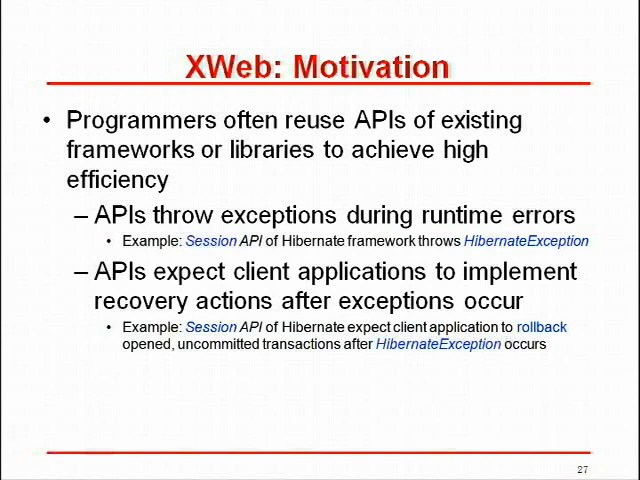 XWeb: Motivation
• Programmers often reuse APIs of existing
frameworks or libraries to achieve high
efficiency
– APIs throw exceptions during runtime errors
• Example: Session API of Hibernate framework throws HibernateException
– APIs expect client applications to implement
recovery actions after exceptions occur
• Example: Session API of Hibernate expect client application to rollback
opened, uncommitted transactions after HibernateException occurs
27